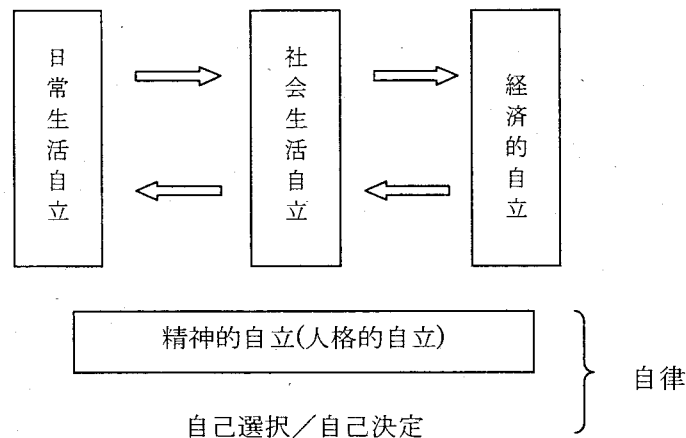 日常生活自立
社会生活自立
経済的自立
精神的自立(人格的自立)
自律
自己選択／自己決定